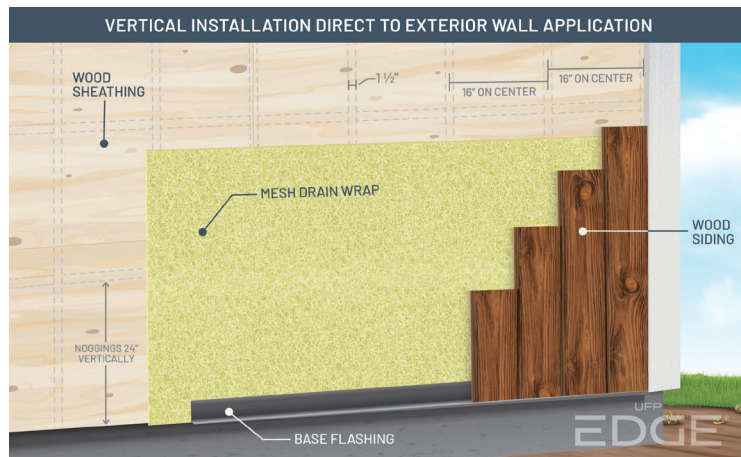 VERTICAL INSTALLATION DIRECT TO EXTERIOR WALL APPLICATION
WOOD
SHEATHING
1 ½”
16” ON CENTER
16” ON CENTER
MESH DRAIN WRAP
WOOD
SIDING
NOGGINGS 24”
VERTICALLY
BASE FLASHING
UFP
EDGE